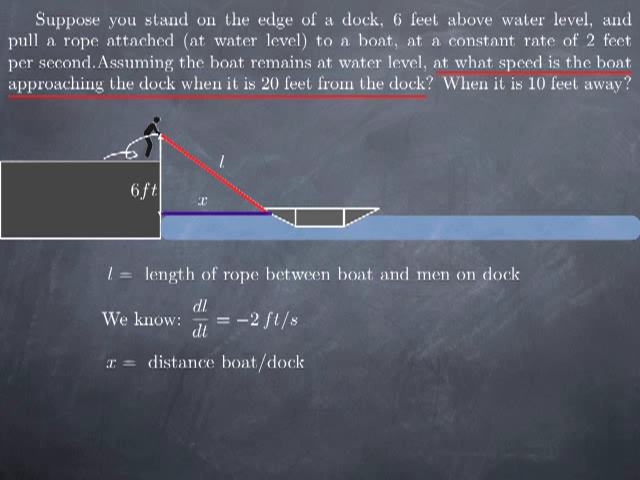 Suppose you stand on the edge of a dock, 6 feet above water level, and
pull a rope attached (at water level) to a boat, at a constant rate of 2 feet
per second.Assuming the boat remains at water level, at what speed is the boat
approaching the dock when it is 20 feet from the dock? When it is 10 feet away?
l
6ft
x
l = length of rope between boat and men on dock
We know: dl/dt = −2 ft/s
x = distance boat/dock